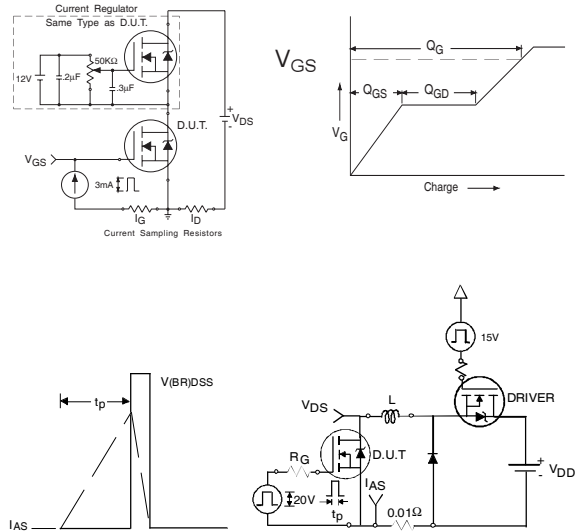 Current Regulator
Same Type as D.U.T.
50KΩ
12V
.2µF
.3µF
D.U.T.
+
VDS
-
VGS
3mA
IG
ID
Current Sampling Resistors
VGS
QG
QGS
QGD
VG
Charge
V(BR)DSS
tp
IAS
15V
DRIVER
L
VDS
D.U.T
RG
+
VDD
-
IAS
20V
tp
0.01Ω